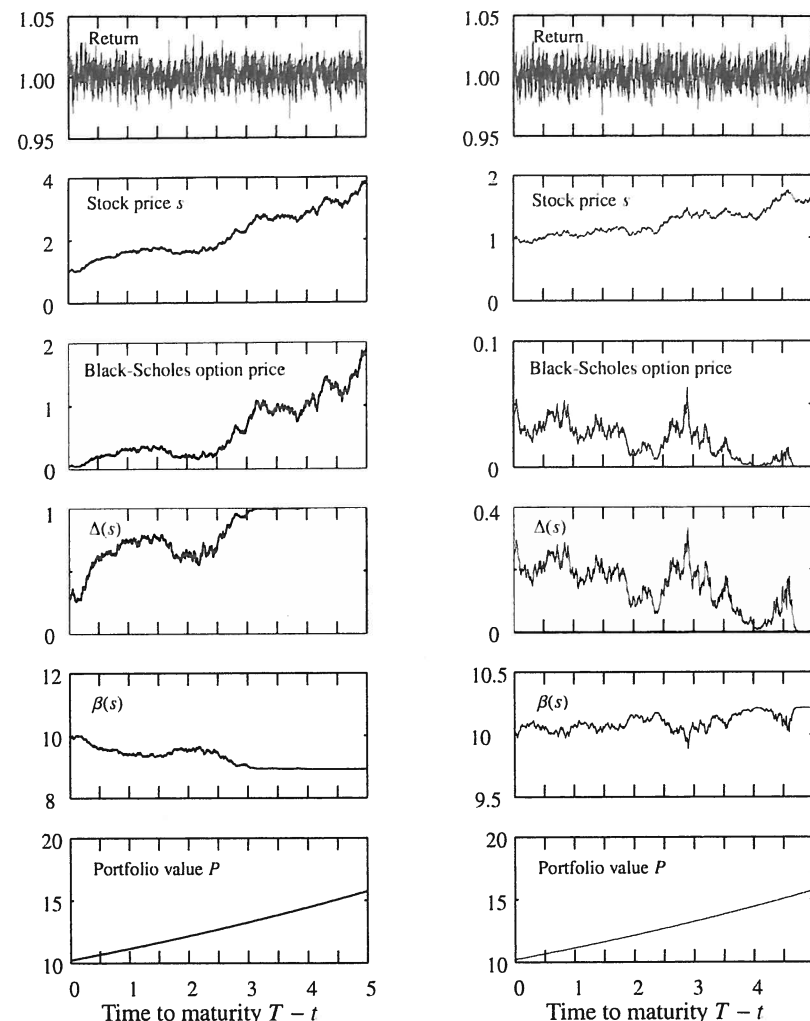 1.05
Return
1.00
0.95
4
Stock price s
2
0
2
Black-Scholes option price
1
0
1
Δ(s)
0
12
β(s)
10
8
20
Portfolio value P
15
10
0 1 2 3 4 5
Time to maturity T – t
1.05
Return
1.00
0.95
2
Stock price s
1
0
0.1
Black-Scholes option price
0
0.4
Δ(s)
0
10.5
β(s)
10
9.5
20
Portfolio value P
15
10
0 1 2 3 4
Time to maturity T – t